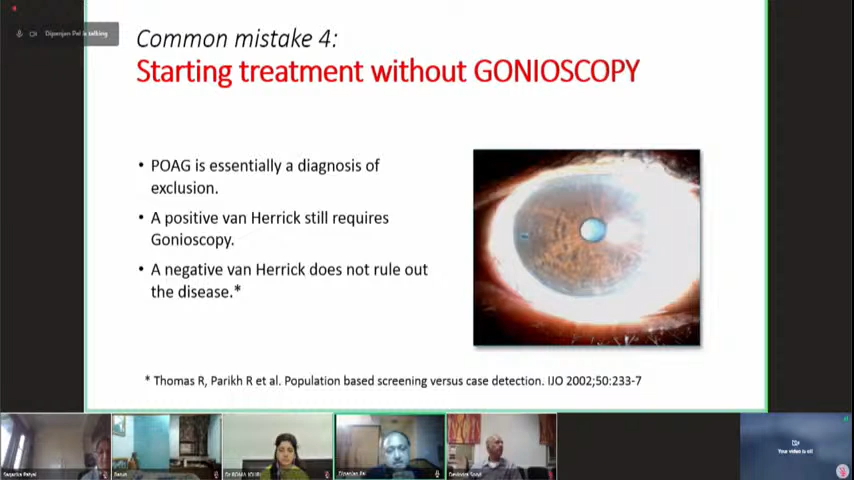 Dipanjan Pal is talking
Common mistake 4:
Starting treatment without GONIOSCOPY
• POAG is essentially a diagnosis of
exclusion.
• A positive van Herrick still requires
Gonioscopy.
• A negative van Herrick does not rule out
the disease.*
* Thomas R, Parikh R et al. Population based screening versus case detection. IJO 2002;50:233-7
Dipanjan Pal
Your video is off